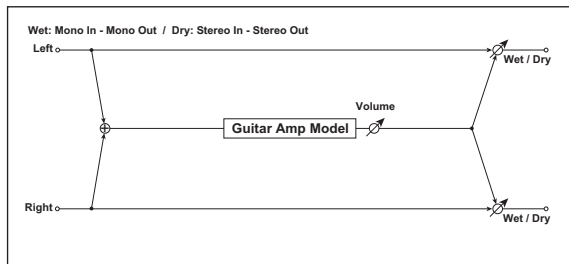 Wet: Mono In - Mono Out / Dry: Stereo In - Stereo Out
Left
Wet / Dry
Volume
Guitar Amp Model
Right
Wet / Dry